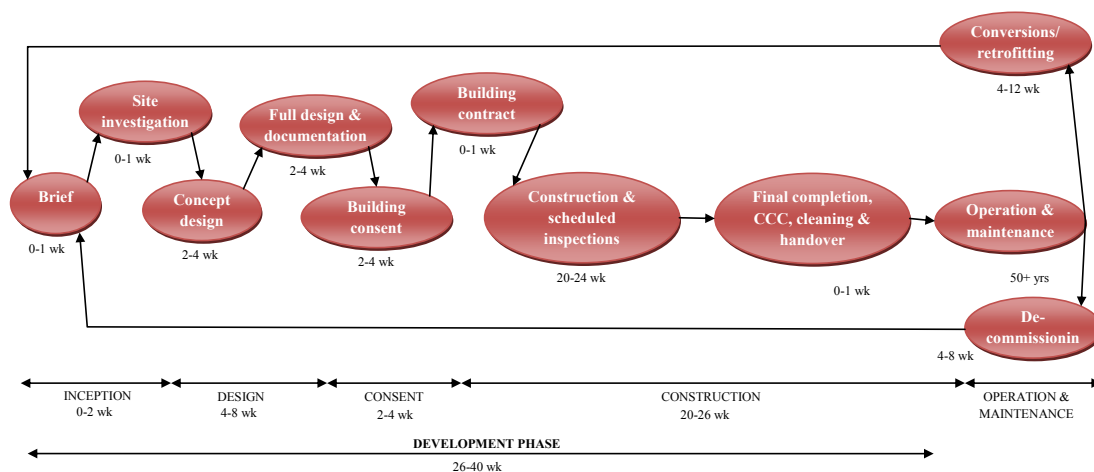 Conversions/
retrofitting
4-12 wk
Site
investigation
0-1 wk
Full design &
documentation
2-4 wk
Building
contract
0-1 wk
Brief
0-1 wk
Concept
design
2-4 wk
Building
consent
2-4 wk
Construction &
scheduled
inspections
20-24 wk
Final completion,
CCC, cleaning &
handover
0-1 wk
Operation &
maintenance
50+ yrs
De-
commissionin
4-8 wk
INCEPTION
0-2 wk
DESIGN
4-8 wk
CONSENT
2-4 wk
CONSTRUCTION
20-26 wk
OPERATION &
MAINTENANCE
DEVELOPMENT PHASE
26-40 wk